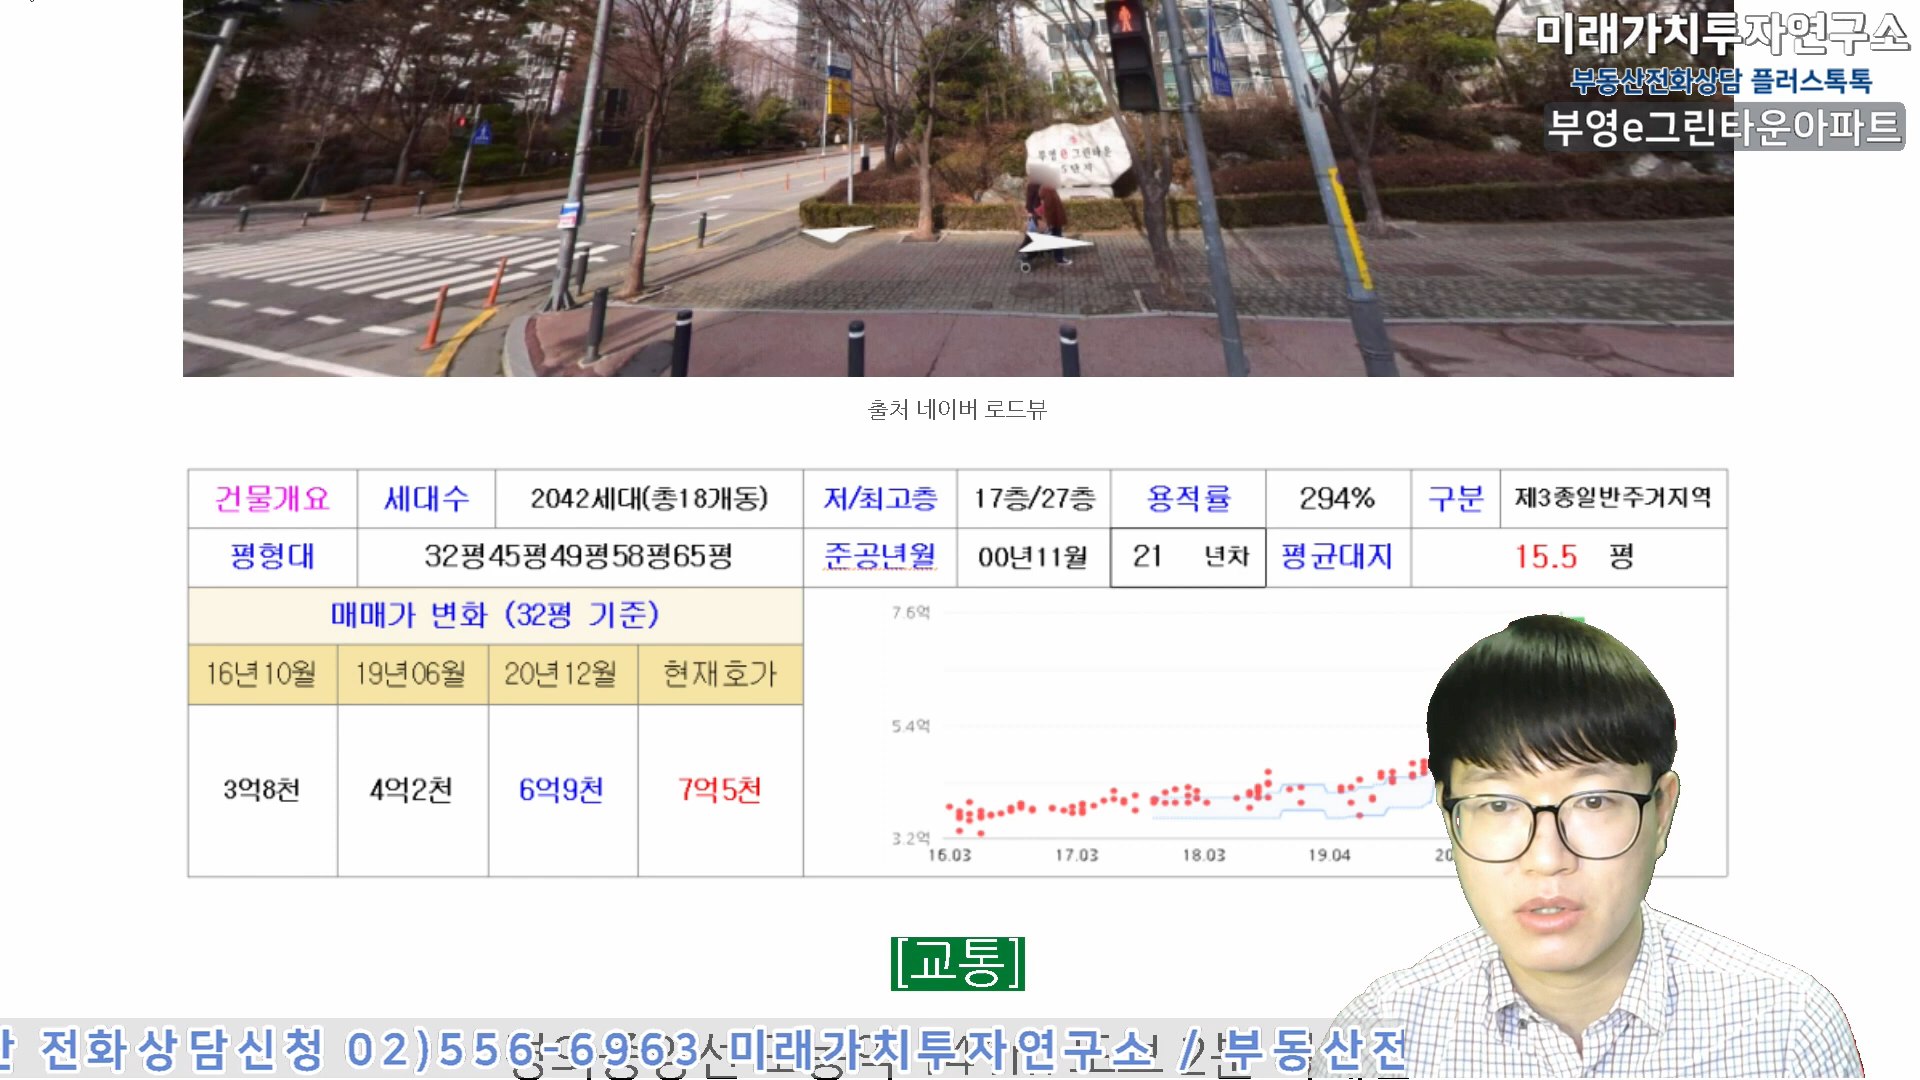 미래가치투자연구소
부동산전화상담 플러스톡톡
부영e그린타운아파트
부영e그린타운
5단지
출처 네이버 로드뷰
건물개요 세대수 2042세대(총18개동) 저/최고층 17층/27층 용적률 294% 구분 제3종일반주거지역
평형대 32평45평49평58평65평 준공년월 00년11월 21 년차 평균대지 15.5 평
매매가 변화 (32평 기준)
16년10월 19년06월 20년12월 현재호가
3억8천 4억2천 6억9천 7억5천
7.6억
5.4억
3.2억
16.03 17.03 18.03 19.04 20
[교통]
전화상담신청 02)556-6963 미래가치투자연구소 / 부동산전